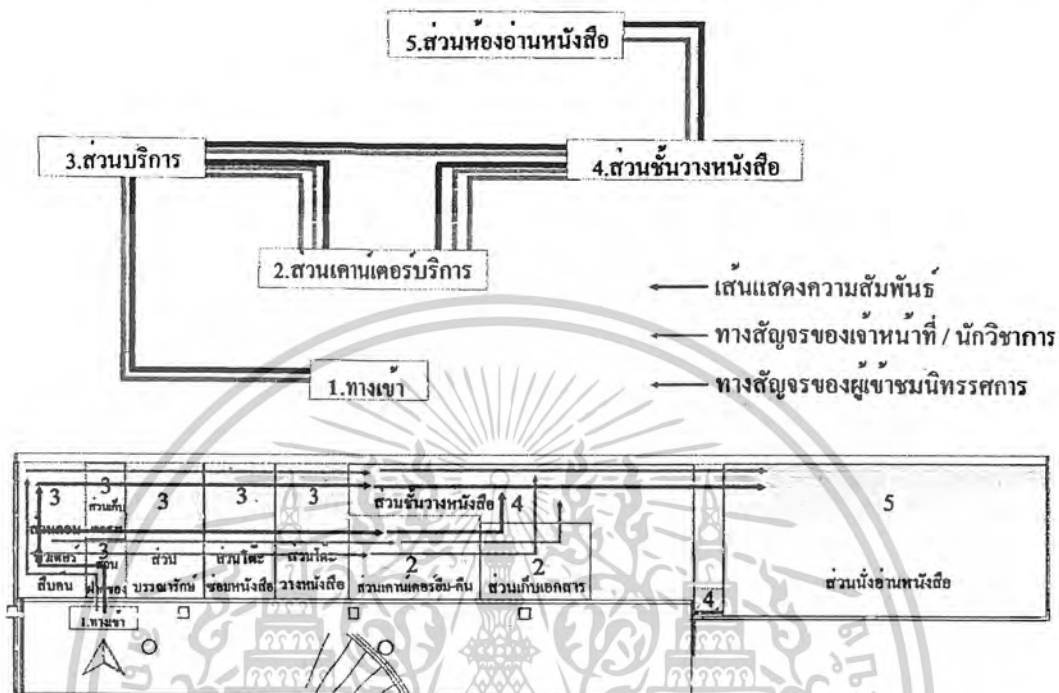 5.ส่วนห้องอ่านหนังสือ
3.ส่วนบริการ
4.ส่วนชั้นวางหนังสือ
2.ส่วนเคาน์เตอร์บริการ
เส้นแสดงความสัมพันธ์
ทางสัญจรของเจ้าหน้าที่ / นักวิชาการ
1.ทางเข้า
ทางสัญจรของผู้เข้าชมนิทรรศการ
3 3 3 3 3 4 5
ส่วนเก็บ
ส่วนชั้นวางหนังสือ
3
ส่วน ส่วน ส่วนโต๊ะ ส่วนโต๊ะ 2 2 ส่วนนั่งอ่านหนังสือ
สืบค้น ฝากของ บรรณารักษ์ ซ่อมหนังสือ วางหนังสือ ส่วนเคาน์เตอร์ยืม-คืน ส่วนเก็บเอกสาร
4
1.ทางเข้า